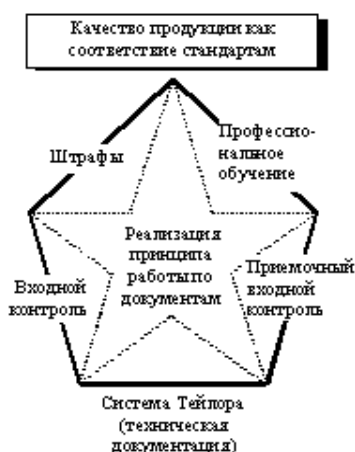 Качество продукции как
соответствие стандартам
Штрафы
Профессио-
нальное
обучение
Реализация
принципа
работы по
документам
Входной
контроль
Приемочный
входной
контроль
Система Тейлора
(техническая
документация)